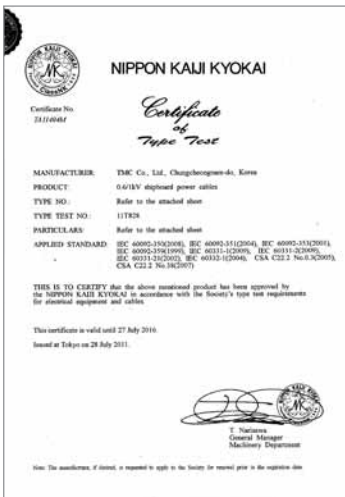 NIPPON KAIJI KYOKAI
Certificate No.
Certificate
of
Type Test
MANUFACTURER: TMC Co., Ltd., Chungcheongnam-do, Korea
PRODUCT: 0.6/1kV shipboard power cables
TYPE NO.: Refer to the attached sheet
TYPE TEST NO.: 11T828
PARTICULARS: Refer to the attached sheet
APPLIED STANDARD: IEC 60092-350(2008), IEC 60092-351(2004), IEC 60092-353(2001),
IEC 60092-359(1999), IEC 60331-1(2009), IEC 60331-2(2009),
IEC 60331-21(2002), IEC 60332-1(2004), CSA C22.2 No.0.3(2005),
CSA C22.2 No.38(2007)
THIS IS TO CERTIFY that the above mentioned product has been approved by
the NIPPON KAIJI KYOKAI in accordance with the Society's type test requirements
for electrical equipment and cables.
This certificate is valid until 27 July 2016.
Issued at Tokyo on 28 July 2011.
General Manager
Machinery Department
Note: The manufacturer, if desired, is requested to apply to the Society for renewal prior to the expiration date